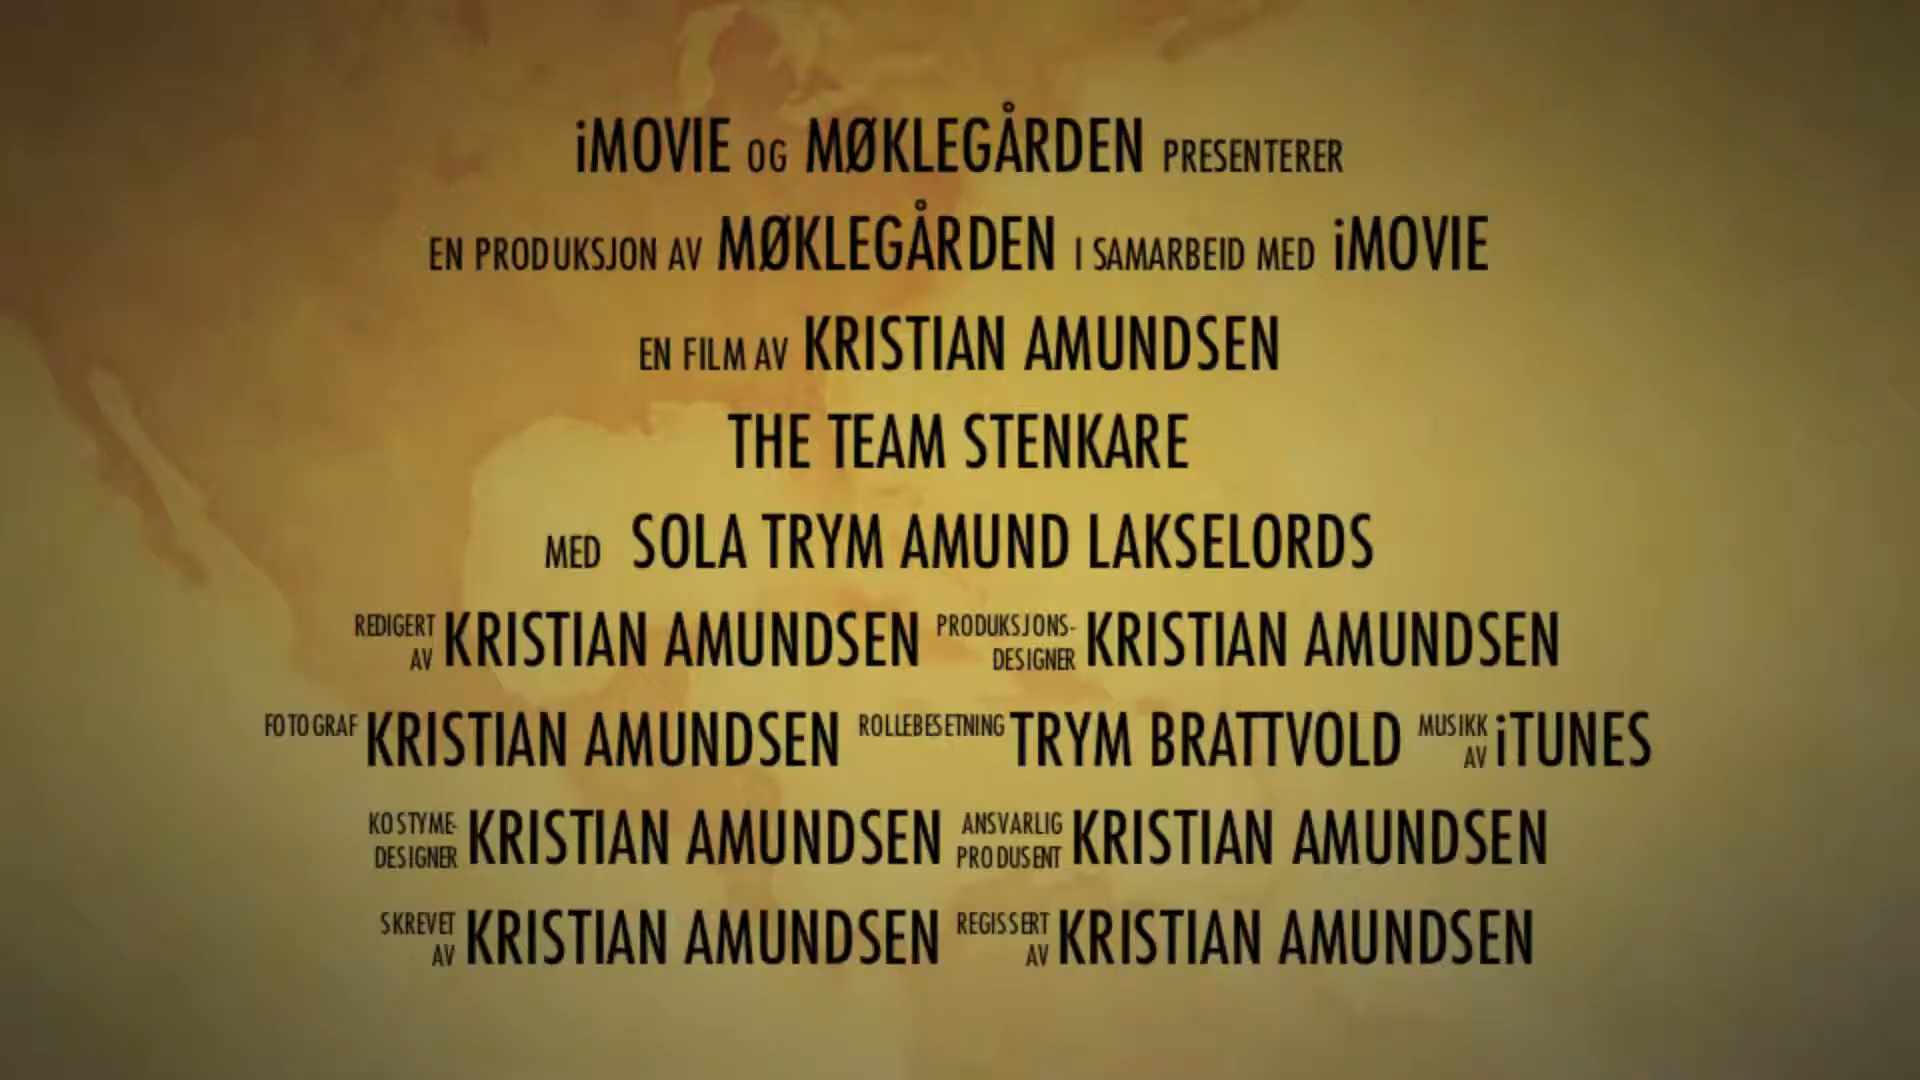 iMOVIE OG MØKLEGÅRDEN PRESENTERER
EN PRODUKSJON AV MØKLEGÅRDEN I SAMARBEID MED iMOVIE
EN FILM AV KRISTIAN AMUNDSEN
THE TEAM STENKARE
MED SOLA TRYM AMUND LAKSELORDS
REDIGERT AV KRISTIAN AMUNDSEN PRODUKSJONS-DESIGNER KRISTIAN AMUNDSEN
FOTOGRAF KRISTIAN AMUNDSEN ROLLEBESETNING TRYM BRATTVOLD MUSIKK AV iTUNES
KOSTYME-DESIGNER KRISTIAN AMUNDSEN ANSVARLIG PRODUSENT KRISTIAN AMUNDSEN
SKREVET AV KRISTIAN AMUNDSEN REGISSERT AV KRISTIAN AMUNDSEN